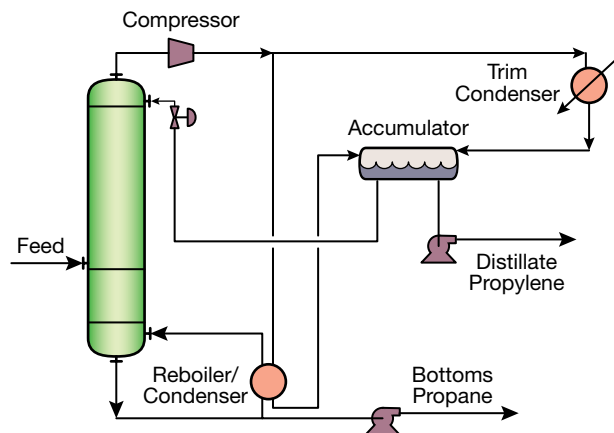 Compressor
Trim
Condenser
Accumulator
Feed
Distillate
Propylene
Reboiler/
Condenser
Bottoms
Propane